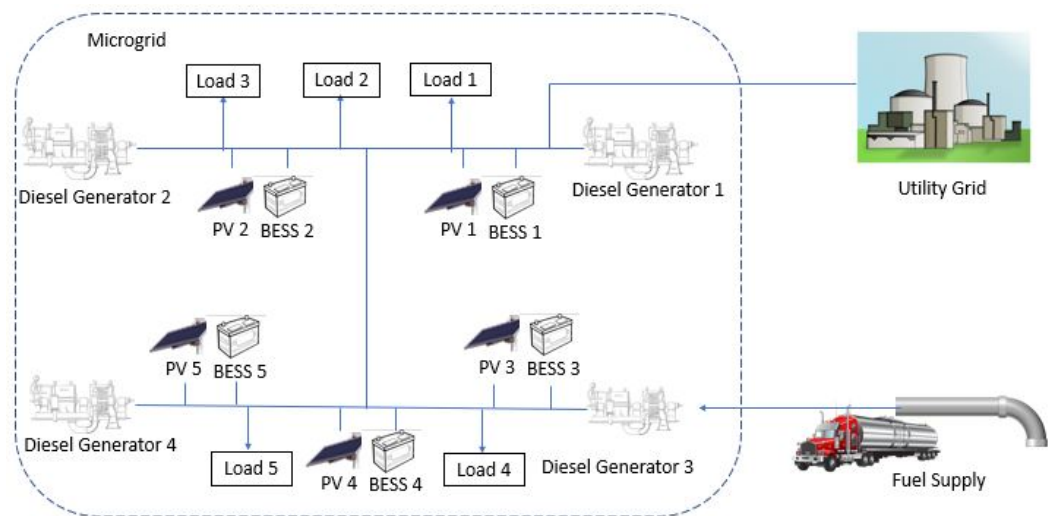 Microgrid
Load 3
Load 2
Load 1
Diesel Generator 2
PV 2
BESS 2
PV 1
BESS 1
Diesel Generator 1
Utility Grid
PV 5
BESS 5
PV 3
BESS 3
Diesel Generator 4
Load 5
PV 4
BESS 4
Load 4
Diesel Generator 3
Fuel Supply